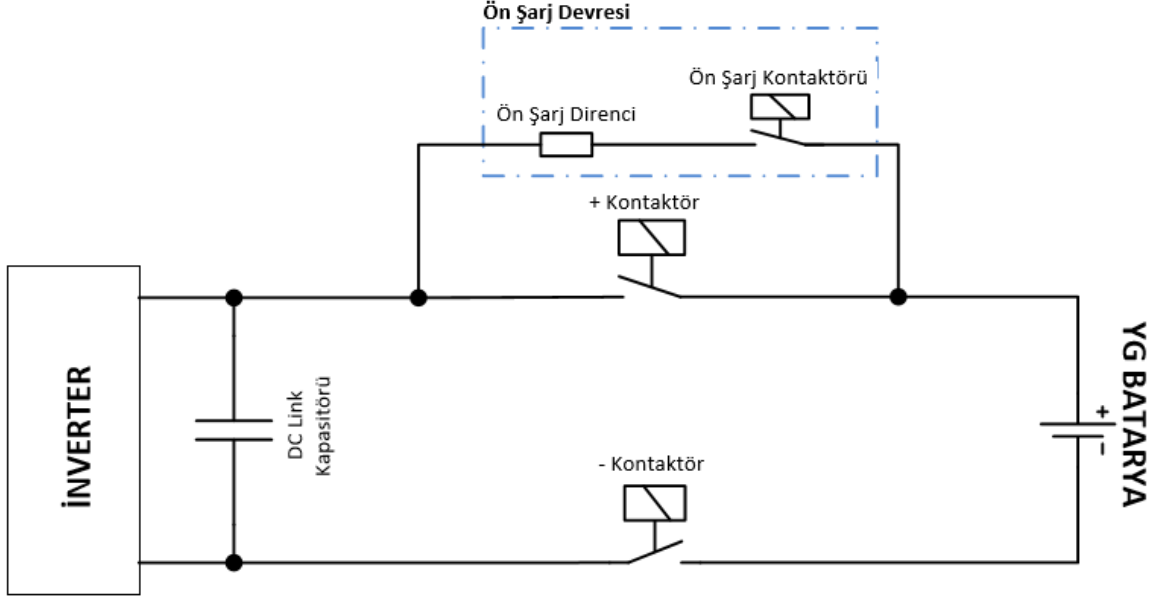 Ön Şarj Devresi
Ön Şarj Kontaktörü
Ön Şarj Direnci
+ Kontaktör
İNVERTER
DC Link
Kapasitörü
YG BATARYA
+
−
- Kontaktör